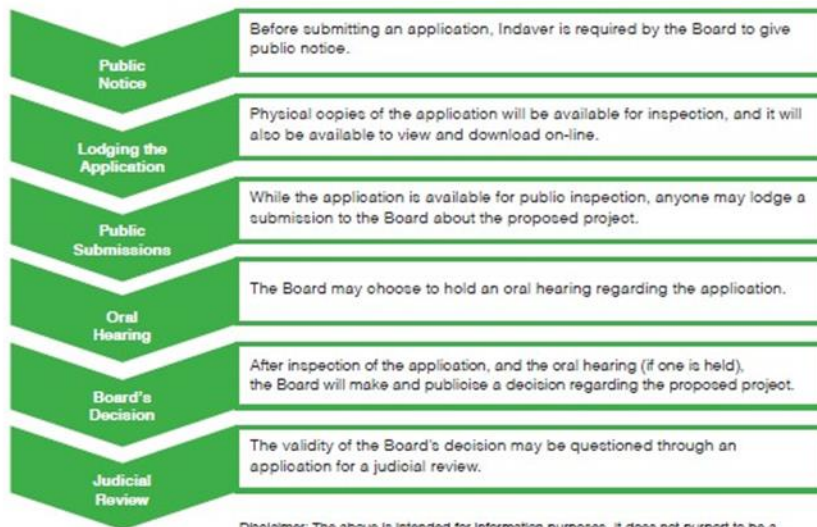 Public
Notice
Before submitting an application, Indaver is required by the Board to give
public notice.
Lodging the
Application
Physical copies of the application will be available for inspection, and it will
also be available to view and download on-line.
Public
Submissions
While the application is available for public inspection, anyone may lodge a
submission to the Board about the proposed project.
Oral
Hearing
The Board may choose to hold an oral hearing regarding the application.
Board's
Decision
After inspection of the application, and the oral hearing (if one is held),
the Board will make and publicise a decision regarding the proposed project.
Judicial
Review
The validity of the Board's decision may be questioned through an
application for a judicial review.
Disclaimer: The above is intended for information purposes. It does not purport to be a